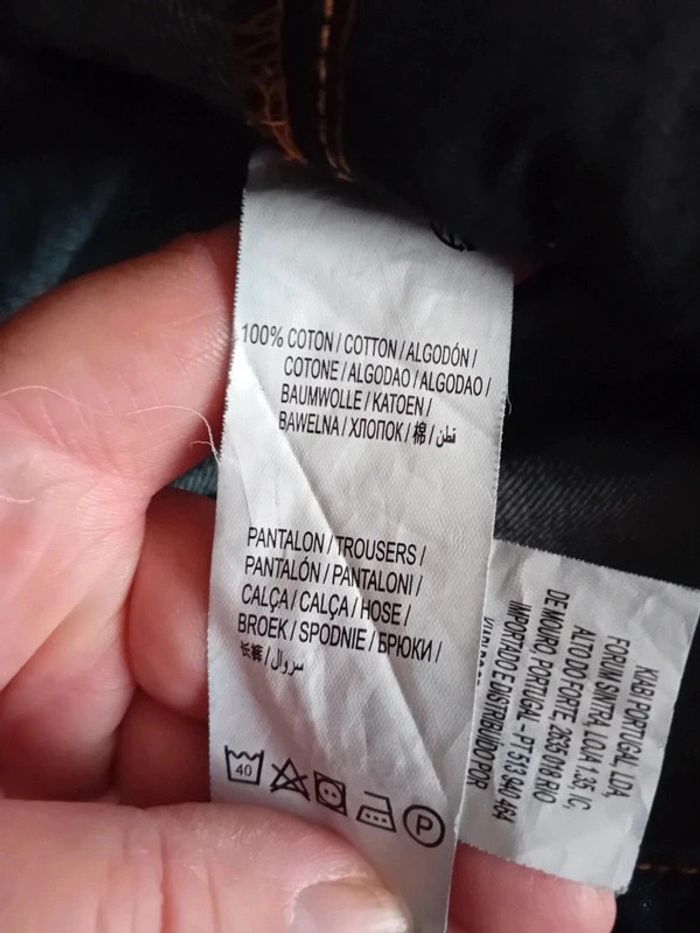 100% COTON / COTTON / ALGODÓN /
COTONE / ALGODAO / ALGODAO /
BAUMWOLLE / KATOEN /
BAWELNA / ХЛОПОК / 棉 / قطن
PANTALON / TROUSERS /
PANTALÓN / PANTALONI /
CALÇA / CALÇA / HOSE /
BROEK / SPODNIE / БРЮКИ /
长裤 / سروال
40
P
KIABI PORTUGAL, LDA,
FORUM SINTRA, LOJA 1.35, IC,
ALTO DO FORTE, 2635 018 RIO
DE MOURO, PORTUGAL - PT 513 940 464
IMPORTADO E DISTRIBUIDO POR